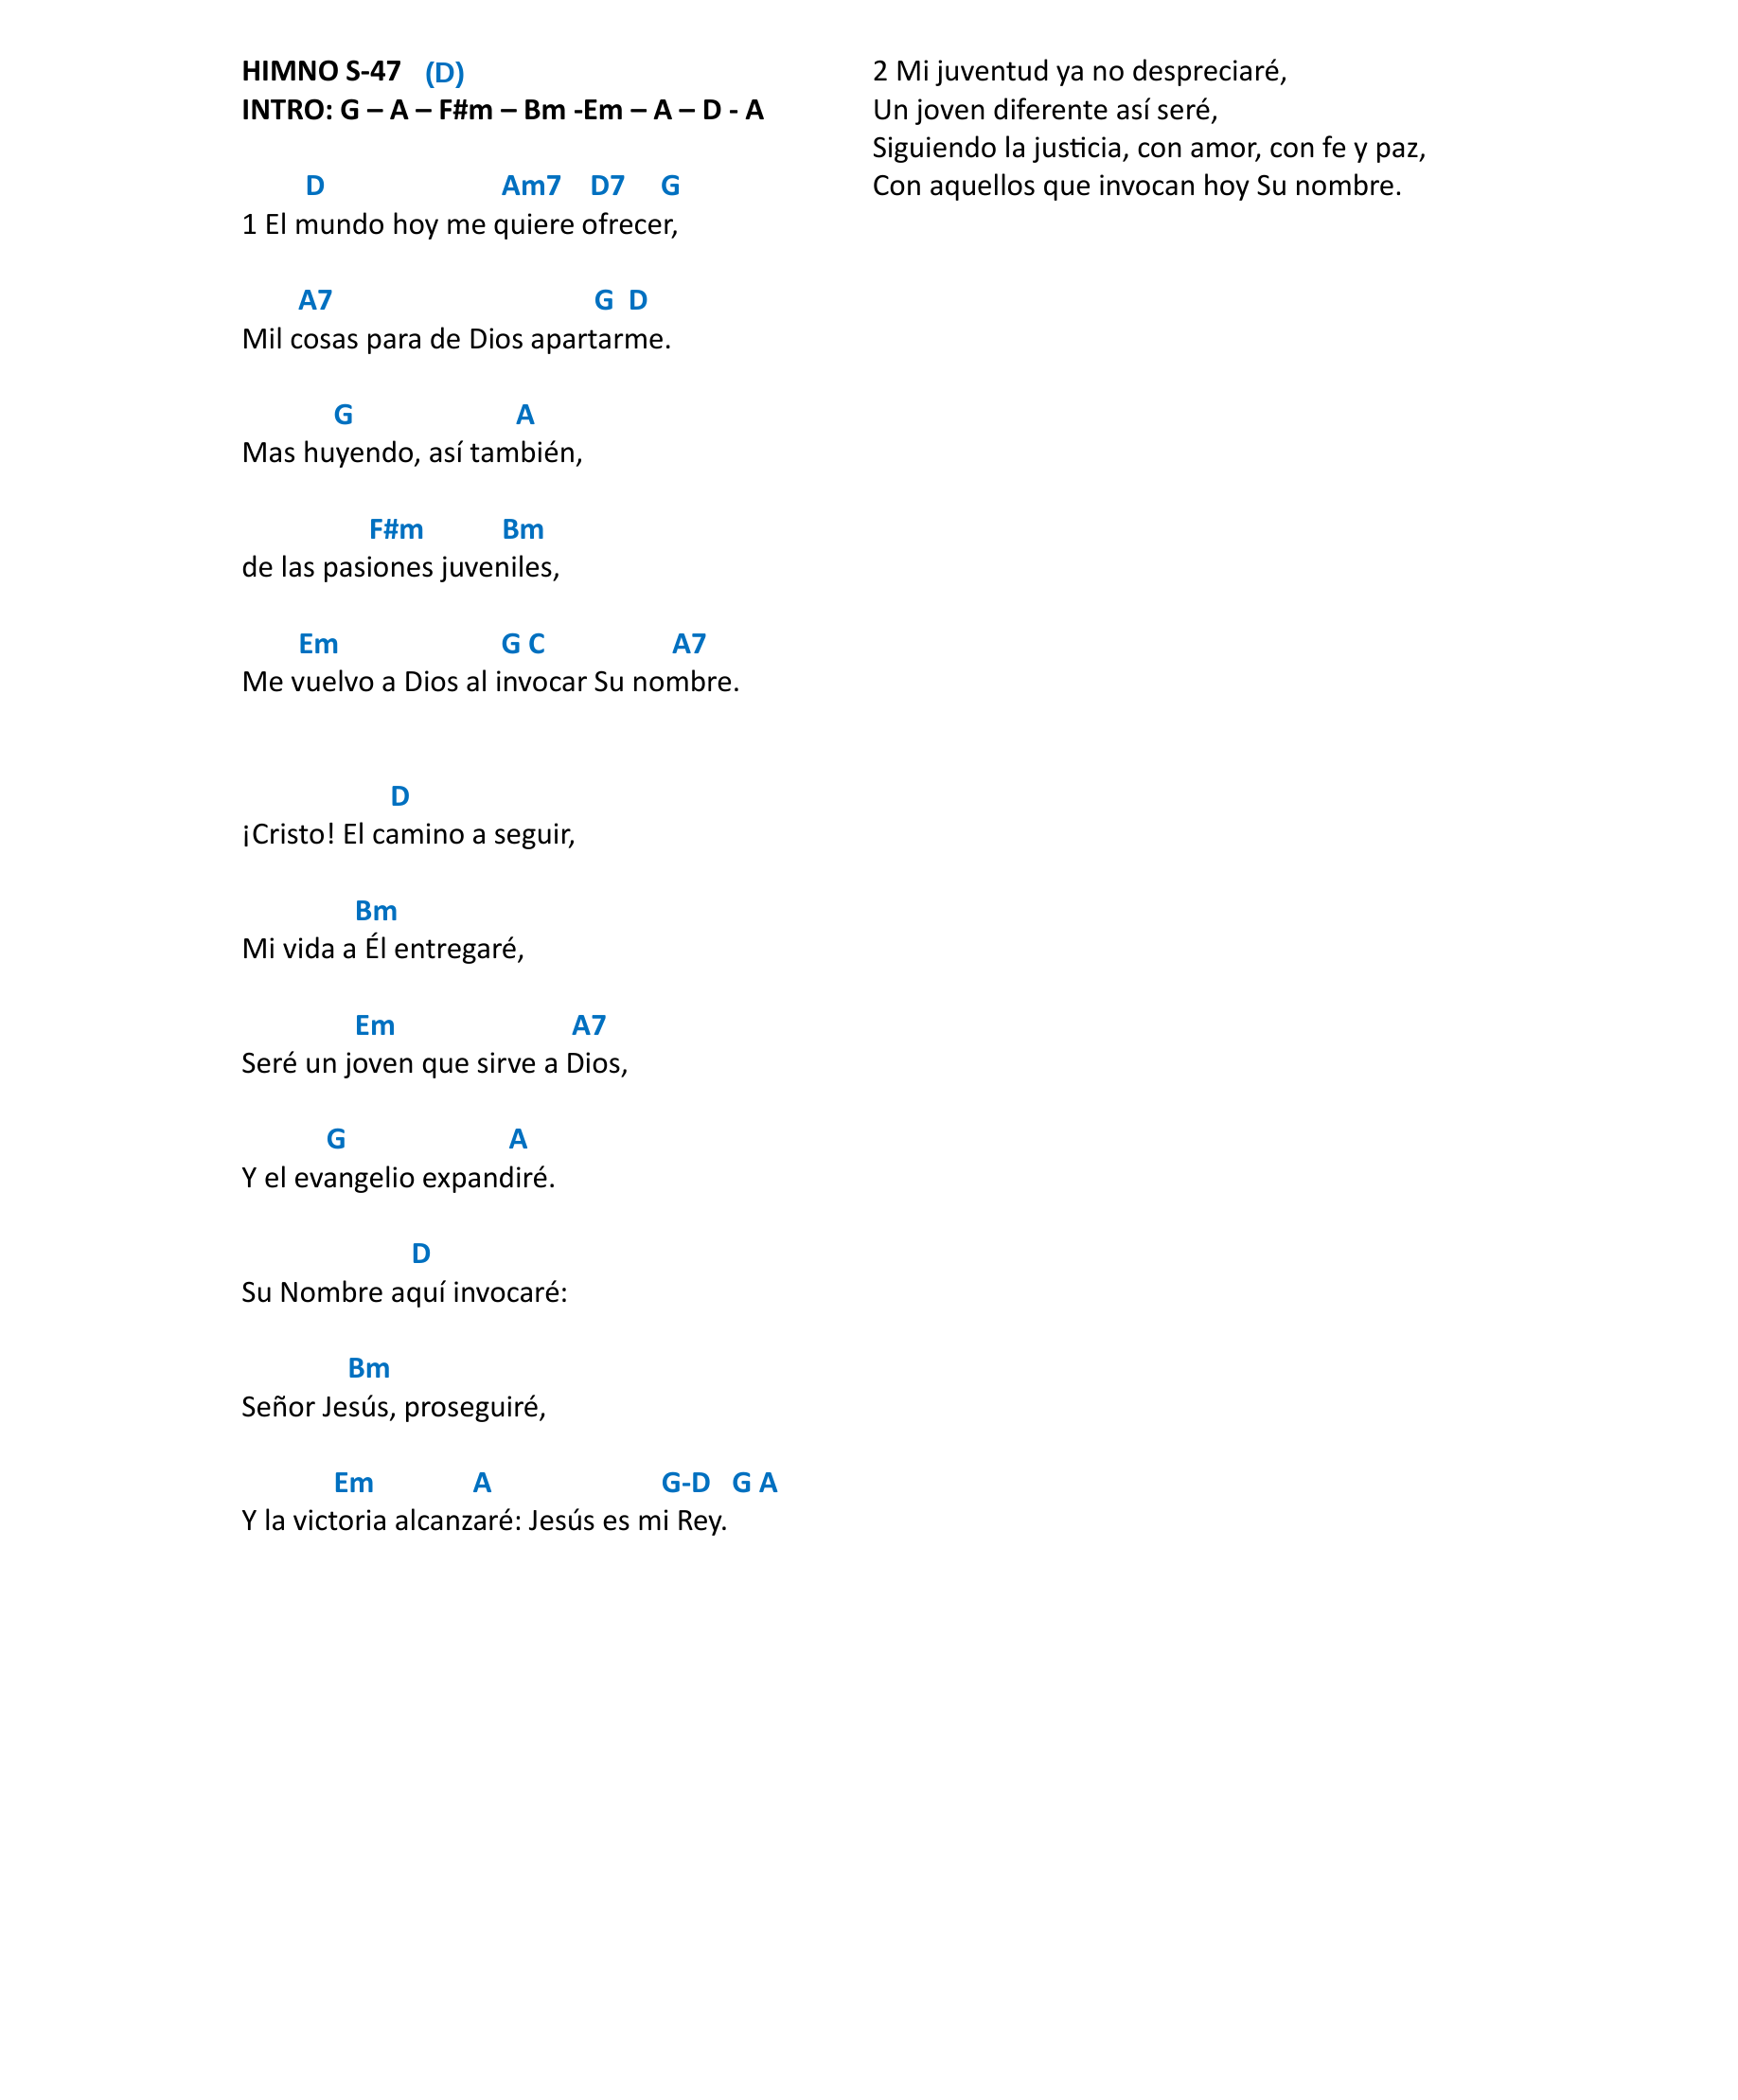 HIMNO S-47 (D)
INTRO: G – A – F#m – Bm -Em – A – D - A
D Am7 D7 G
1 El mundo hoy me quiere ofrecer,
A7 G D
Mil cosas para de Dios apartarme.
G A
Mas huyendo, así también,
F#m Bm
de las pasiones juveniles,
Em G C A7
Me vuelvo a Dios al invocar Su nombre.
D
¡Cristo! El camino a seguir,
Bm
Mi vida a Él entregaré,
Em A7
Seré un joven que sirve a Dios,
G A
Y el evangelio expandiré.
D
Su Nombre aquí invocaré:
Bm
Señor Jesús, proseguiré,
Em A G-D G A
Y la victoria alcanzaré: Jesús es mi Rey.
2 Mi juventud ya no despreciaré,
Un joven diferente así seré,
Siguiendo la justicia, con amor, con fe y paz,
Con aquellos que invocan hoy Su nombre.